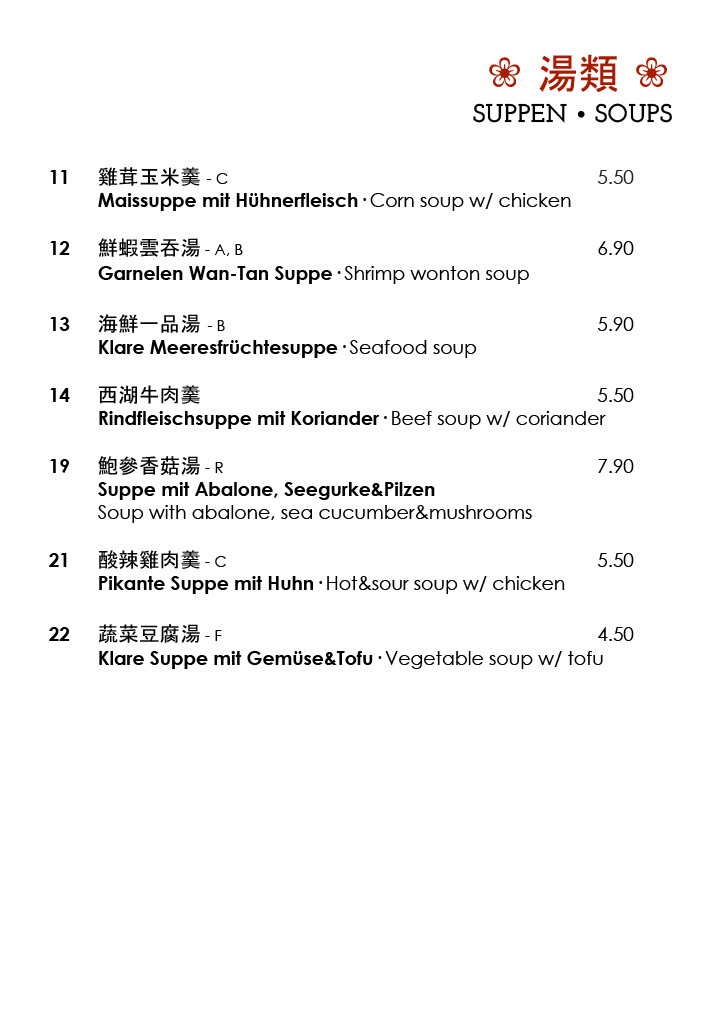 湯類
SUPPEN • SOUPS
11 雞茸玉米羹 - C 5.50
Maissuppe mit Hühnerfleisch · Corn soup w/ chicken
12 鮮蝦雲吞湯 - A, B 6.90
Garnelen Wan-Tan Suppe · Shrimp wonton soup
13 海鮮一品湯 - B 5.90
Klare Meeresfrüchtesuppe · Seafood soup
14 西湖牛肉羹 5.50
Rindfleischsuppe mit Koriander · Beef soup w/ coriander
19 鮑參香菇湯 - R 7.90
Suppe mit Abalone, Seegurke&Pilzen
Soup with abalone, sea cucumber&mushrooms
21 酸辣雞肉羹 - C 5.50
Pikante Suppe mit Huhn · Hot&sour soup w/ chicken
22 蔬菜豆腐湯 - F 4.50
Klare Suppe mit Gemüse&Tofu · Vegetable soup w/ tofu